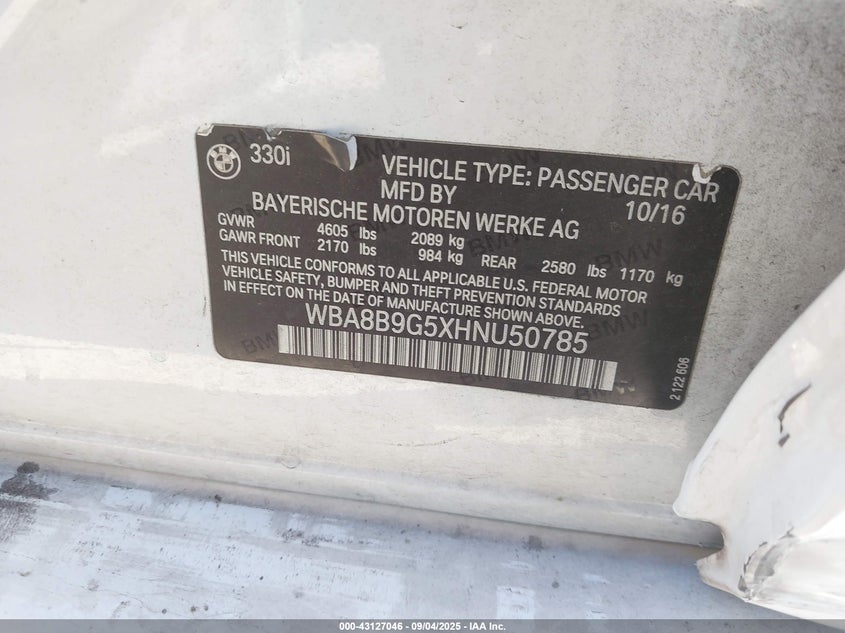 330i
VEHICLE TYPE: PASSENGER CAR
MFD BY
10/16
BAYERISCHE MOTOREN WERKE AG
GVWR 4605 lbs 2089 kg
GAWR FRONT 2170 lbs 984 kg REAR 2580 lbs 1170 kg
THIS VEHICLE CONFORMS TO ALL APPLICABLE U.S. FEDERAL MOTOR
VEHICLE SAFETY, BUMPER AND THEFT PREVENTION STANDARDS
IN EFFECT ON THE DATE OF MANUFACTURE SHOWN ABOVE.
WBA8B9G5XHNU50785
2 122 606
000-43127046 - 09/04/2025 - IAA Inc.